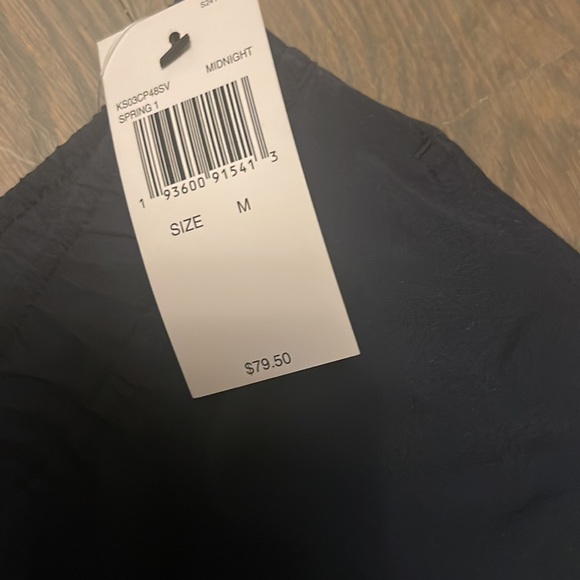 MIDNIGHT
KS03CP48SV
SPRING 1
1 93600 91541 3
SIZE M
$79.50